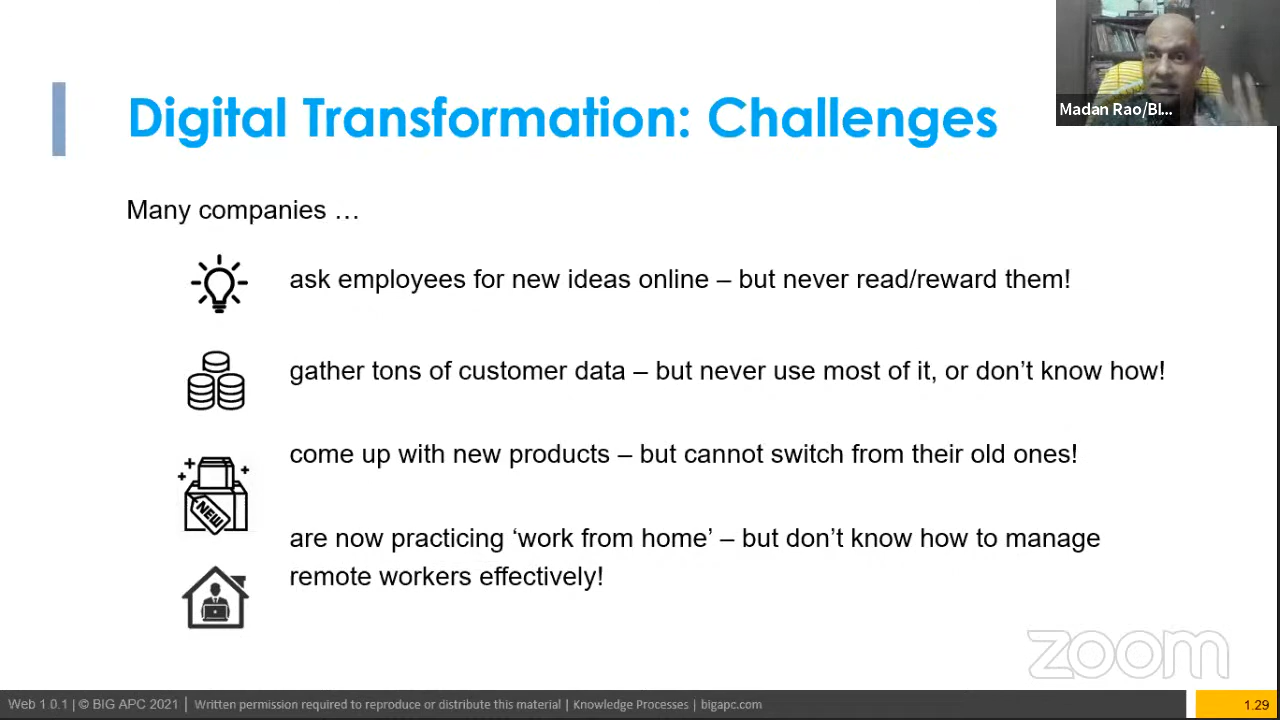 Digital Transformation: Challenges
Madan Rao/BI...
Many companies …
ask employees for new ideas online – but never read/reward them!
gather tons of customer data – but never use most of it, or don’t know how!
come up with new products – but cannot switch from their old ones!
NEW
are now practicing ‘work from home’ – but don’t know how to manage
remote workers effectively!
zoom
Web 1 0.1 | © BIG APC 2021 | Written permission required to reproduce or distribute this material | Knowledge Processes | bigapc.com
1.29